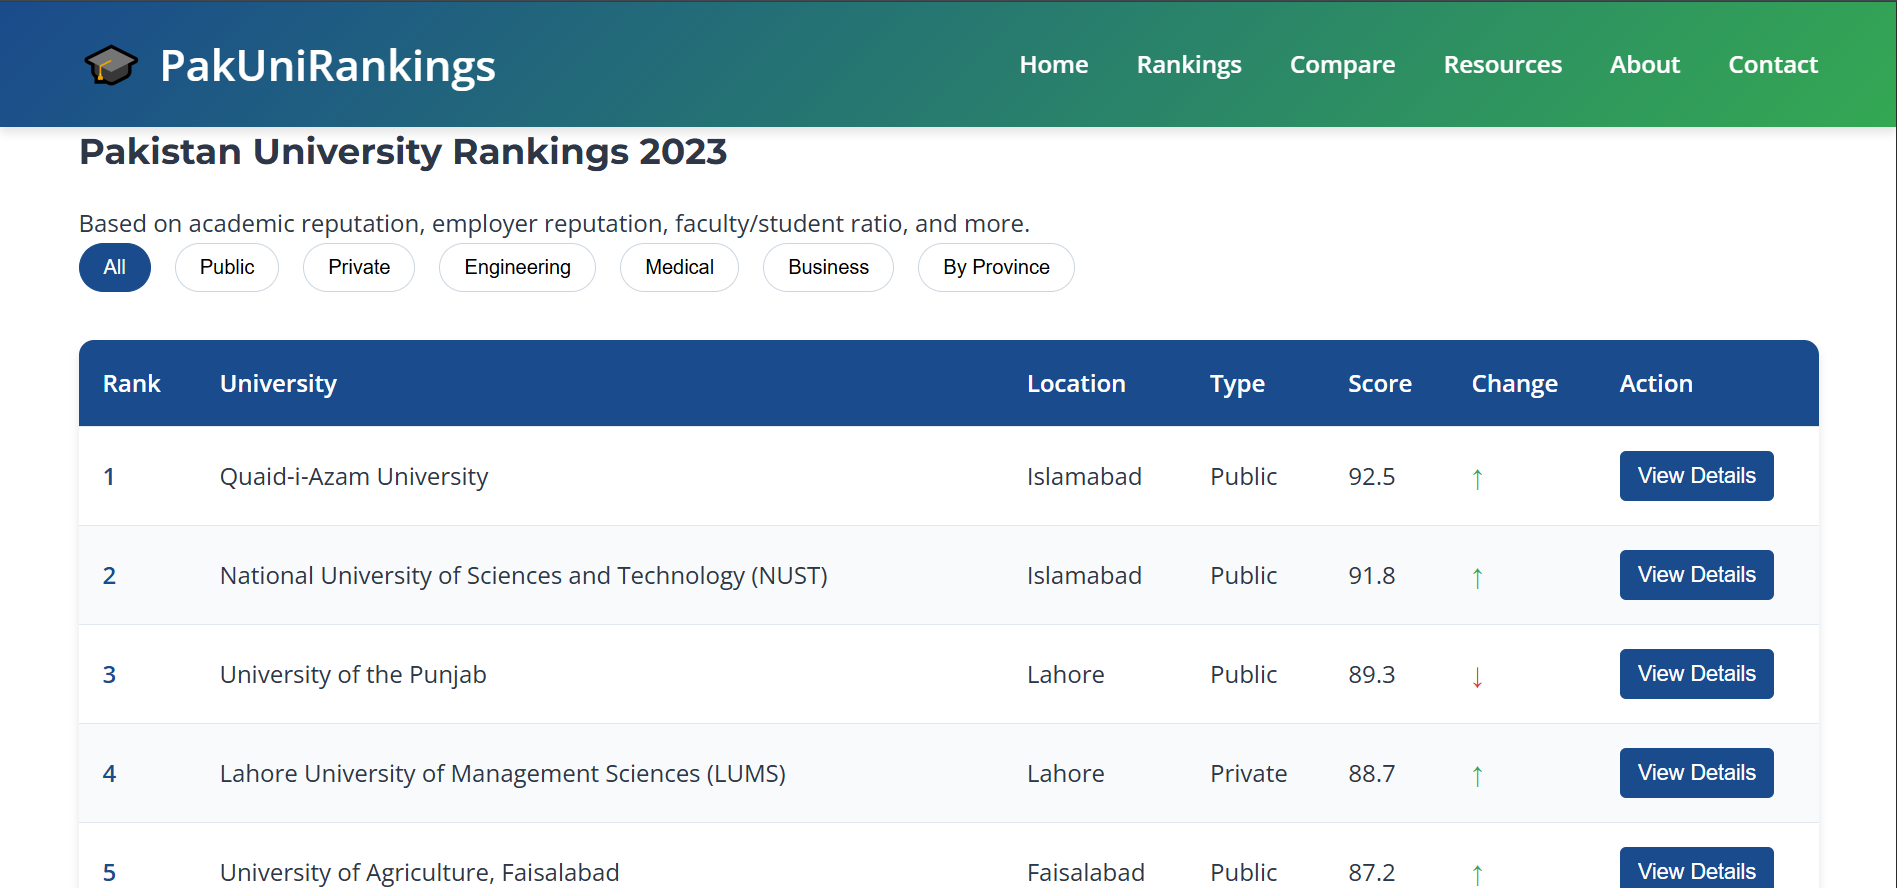 PakUniRankings
Home Rankings Compare Resources About Contact
Pakistan University Rankings 2023
Based on academic reputation, employer reputation, faculty/student ratio, and more.
All Public Private Engineering Medical Business By Province
Rank University Location Type Score Change Action
1 Quaid-i-Azam University Islamabad Public 92.5 ↑ View Details
2 National University of Sciences and Technology (NUST) Islamabad Public 91.8 ↑ View Details
3 University of the Punjab Lahore Public 89.3 ↓ View Details
4 Lahore University of Management Sciences (LUMS) Lahore Private 88.7 ↑ View Details
5 University of Agriculture, Faisalabad Faisalabad Public 87.2 ↑ View Details